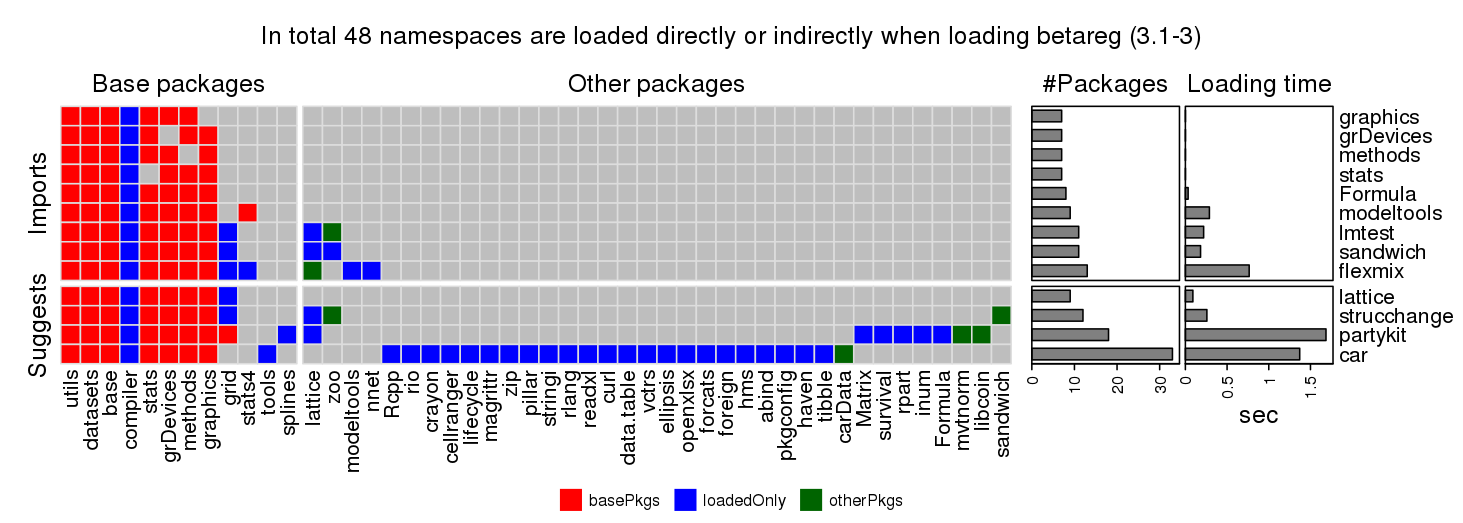 In total 48 namespaces are loaded directly or indirectly when loading betareg (3.1-3)
Base packages
Other packages
#Packages
Loading time
Imports
Suggests
graphics
grDevices
methods
stats
Formula
modeltools
lmtest
sandwich
flexmix
lattice
strucchange
partykit
car
utils
datasets
base
compiler
stats
grDevices
methods
graphics
grid
stats4
tools
splines
lattice
zoo
modeltools
nnet
Rcpp
rio
crayon
cellranger
lifecycle
magrittr
zip
pillar
stringi
rlang
readxl
curl
data.table
vctrs
ellipsis
openxlsx
forcats
foreign
hms
abind
pkgconfig
haven
tibble
carData
Matrix
survival
rpart
inum
Formula
mvtnorm
libcoin
sandwich
0 10 20 30
0 0.5 1 1.5
sec
basePkgs loadedOnly otherPkgs